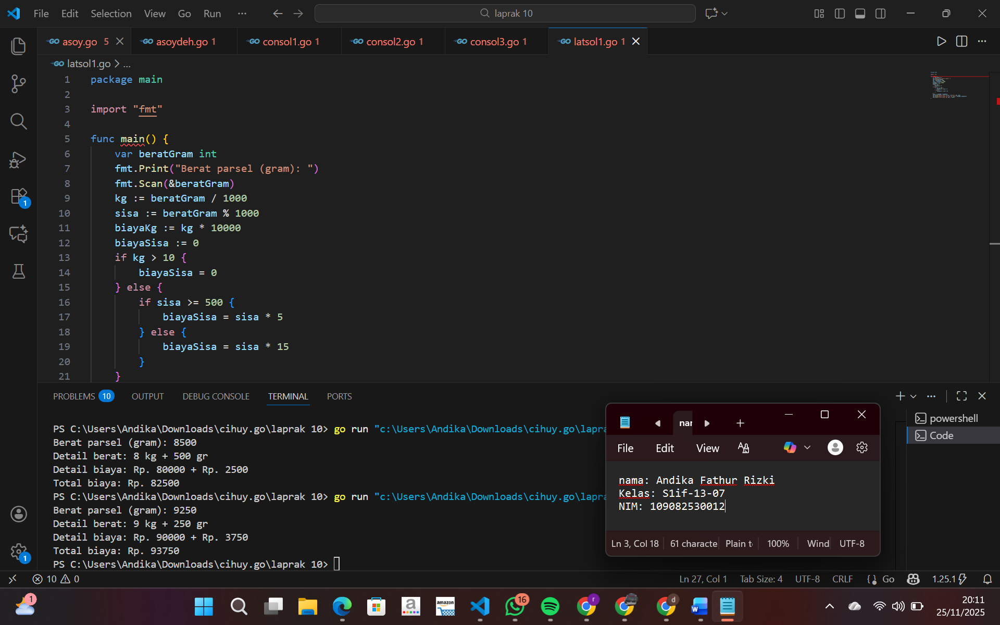 File Edit Selection View Go Run ... laprak 10
asoy.go 5 asoydeh.go 1 consol1.go 1 consol2.go 1 consol3.go 1 latsol1.go 1
latsol1.go > ...
1 package main
2
3 import "fmt"
4
5 func main() {
6 var beratGram int
7 fmt.Print("Berat parsel (gram): ")
8 fmt.Scan(&beratGram)
9 kg := beratGram / 1000
10 sisa := beratGram % 1000
11 biayaKg := kg * 10000
12 biayaSisa := 0
13 if kg > 10 {
14 biayaSisa = 0
15 } else {
16 if sisa >= 500 {
17 biayaSisa = sisa * 5
18 } else {
19 biayaSisa = sisa * 15
20 }
21 }
PROBLEMS 10 OUTPUT DEBUG CONSOLE TERMINAL PORTS
powershell
Code
PS C:\Users\Andika\Downloads\cihuy.go\laprak 10> go run "c:\Users\Andika\Downloads\cihuy.go\lapra
Berat parsel (gram): 8500
Detail berat: 8 kg + 500 gr
Detail biaya: Rp. 80000 + Rp. 2500
Total biaya: Rp. 82500
PS C:\Users\Andika\Downloads\cihuy.go\laprak 10> go run "c:\Users\Andika\Downloads\cihuy.go\lapra
Berat parsel (gram): 9250
Detail berat: 9 kg + 250 gr
Detail biaya: Rp. 90000 + Rp. 3750
Total biaya: Rp. 93750
PS C:\Users\Andika\Downloads\cihuy.go\laprak 10>
nar
File Edit View
nama: Andika Fathur Rizki
Kelas: S1if-13-07
NIM: 109082530012
Ln 3, Col 18 61 characte Plain t 100% Wind UTF-8
10 0 Ln 27, Col 1 Tab Size: 4 UTF-8 CRLF {} Go 1.25.1
1 1
1 a amazon 16 r d W
20:11
25/11/2025